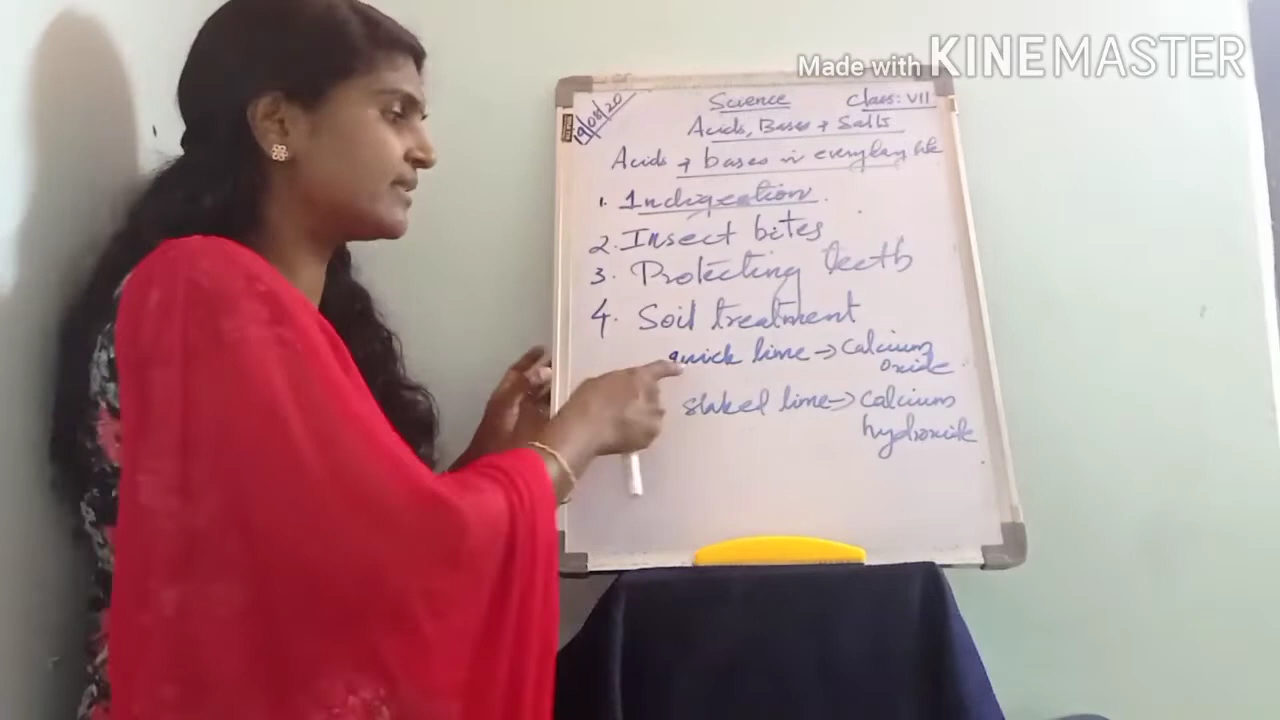 Made with KINEMASTER
19/08/20
Science Class: VII
Acids, Bases + Salts
Acids + bases in everyday life
1. Indigestion.
2. Insect bites
3. Protecting teeth
4. Soil treatment
quick lime → Calcium
oxide.
slaked lime → Calcium
hydroxide